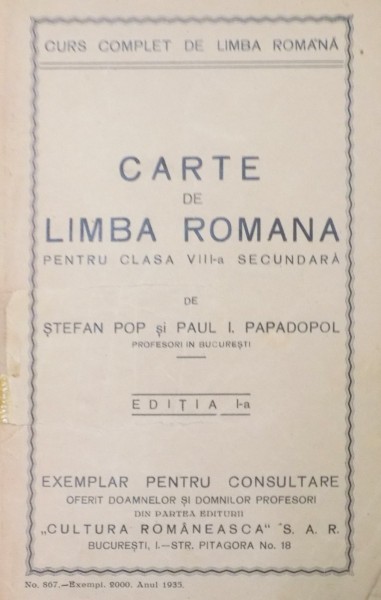 CURS COMPLET DE LIMBA ROMÂNĂ
CARTE
DE
LIMBA ROMANA
PENTRU CLASA VIII-a SECUNDARĂ
DE
ȘTEFAN POP și PAUL I. PAPADOPOL
PROFESORI IN BUCUREȘTI
EDIȚIA I-a
EXEMPLAR PENTRU CONSULTARE
OFERIT DOAMNELOR ȘI DOMNILOR PROFESORI
DIN PARTEA EDITURII
„CULTURA ROMÂNEASCA“ S. A. R.
BUCUREȘTI, I.—STR. PITAGORA No. 18
No. 867.—Exempl. 2000. Anul 1935.